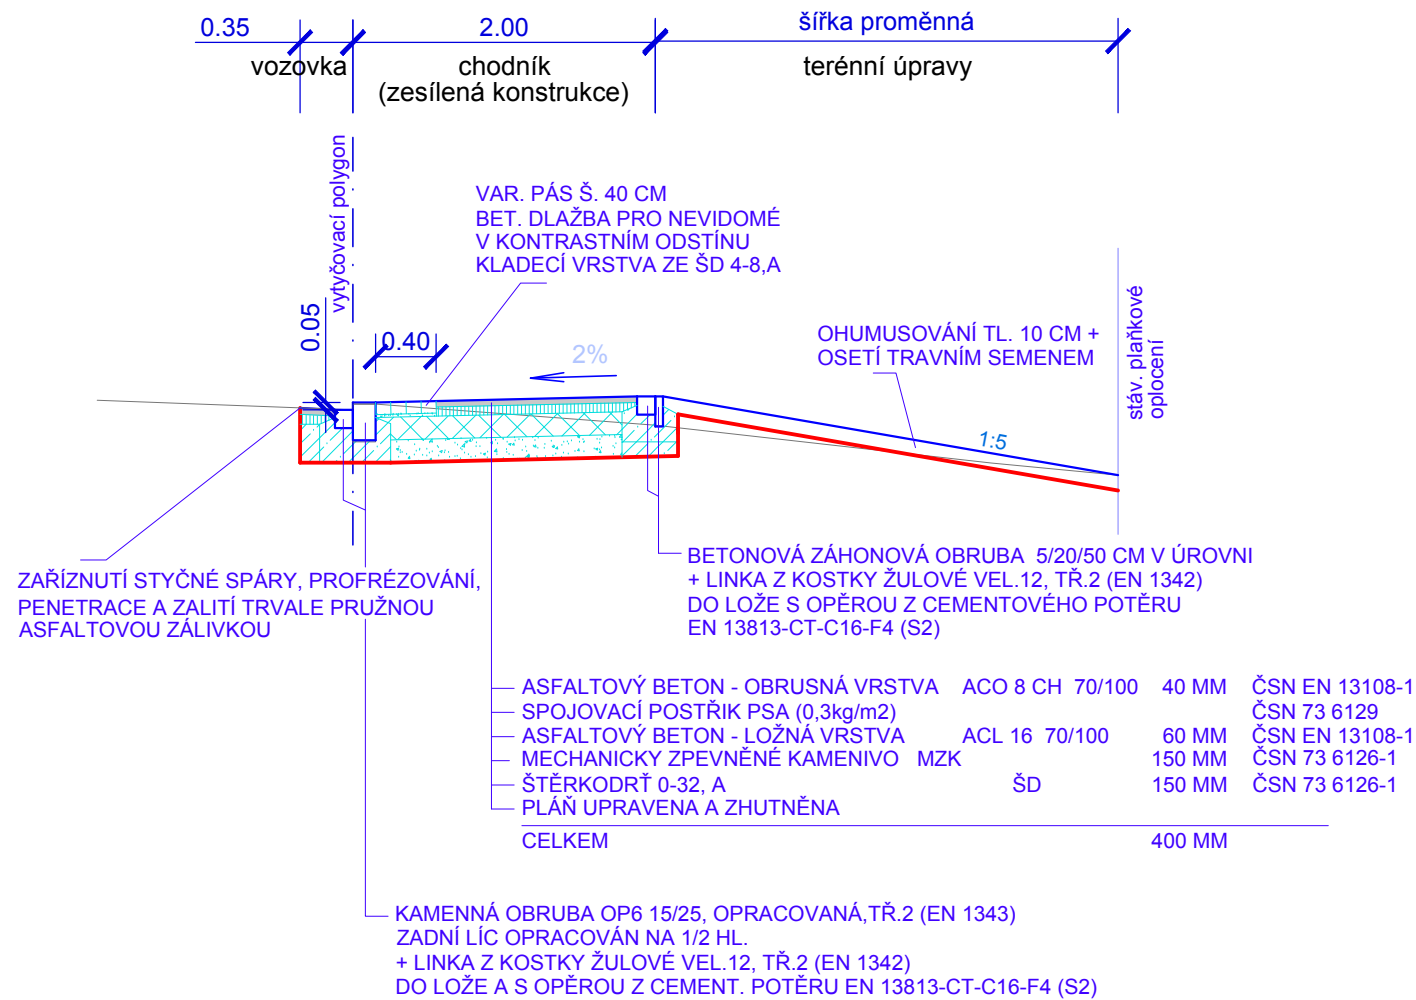 0.35
2.00
šířka proměnná
vozovka
chodník
(zesílená konstrukce)
terénní úpravy
vytyčovací polygon
VAR. PÁS Š. 40 CM
BET. DLAŽBA PRO NEVIDOMÉ
V KONTRASTNÍM ODSTÍNU
KLADECÍ VRSTVA ZE ŠD 4-8,A
0.05
0.40
2%
OHUMUSOVÁNÍ TL. 10 CM +
OSETÍ TRAVNÍM SEMENEM
stáv. plaňkové
oplocení
1:5
ZAŘÍZNUTÍ STYČNÉ SPÁRY, PROFRÉZOVÁNÍ,
PENETRACE A ZALITÍ TRVALE PRUŽNOU
ASFALTOVOU ZÁLIVKOU
BETONOVÁ ZÁHONOVÁ OBRUBA 5/20/50 CM V ÚROVNI
+ LINKA Z KOSTKY ŽULOVÉ VEL.12, TŘ.2 (EN 1342)
DO LOŽE S OPĚROU Z CEMENTOVÉHO POTĚRU
EN 13813-CT-C16-F4 (S2)
ASFALTOVÝ BETON - OBRUSNÁ VRSTVA ACO 8 CH 70/100 40 MM ČSN EN 13108-1
SPOJOVACÍ POSTŘIK PSA (0,3kg/m2) ČSN 73 6129
ASFALTOVÝ BETON - LOŽNÁ VRSTVA ACL 16 70/100 60 MM ČSN EN 13108-1
MECHANICKY ZPEVNĚNÉ KAMENIVO MZK 150 MM ČSN 73 6126-1
ŠTĚRKODRŤ 0-32, A ŠD 150 MM ČSN 73 6126-1
PLÁŇ UPRAVENA A ZHUTNĚNA
CELKEM 400 MM
KAMENNÁ OBRUBA OP6 15/25, OPRACOVANÁ,TŘ.2 (EN 1343)
ZADNÍ LÍC OPRACOVÁN NA 1/2 HL.
+ LINKA Z KOSTKY ŽULOVÉ VEL.12, TŘ.2 (EN 1342)
DO LOŽE A S OPĚROU Z CEMENT. POTĚRU EN 13813-CT-C16-F4 (S2)